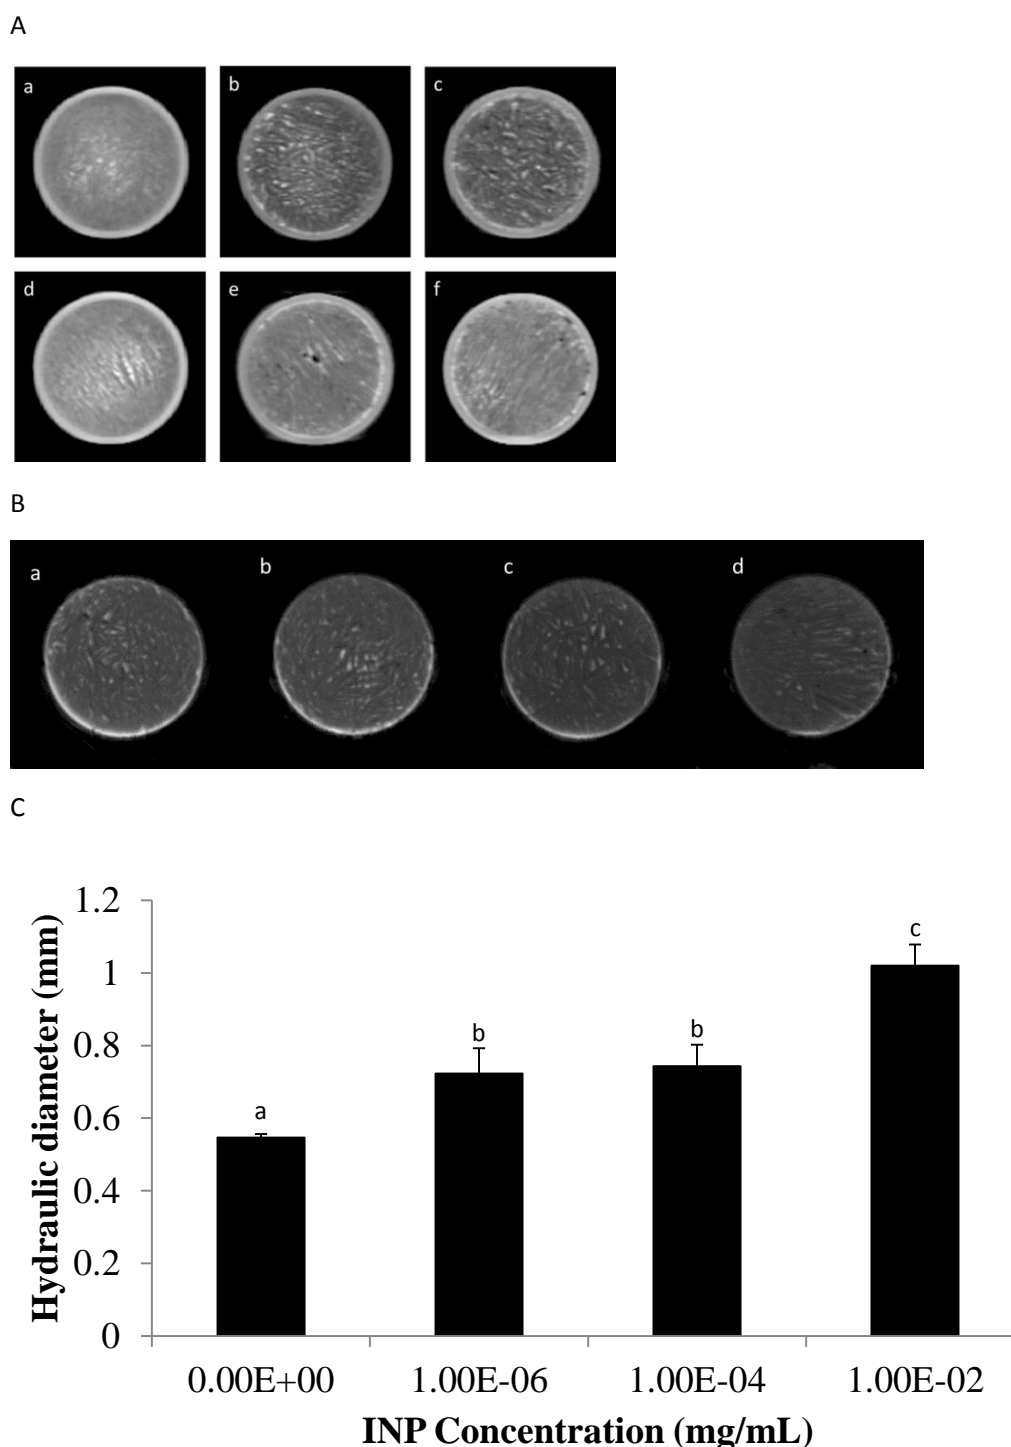 A
a b c
d e f
B
a b c d
C
Hydraulic diameter (mm)
1.2
1
0.8
0.6
0.4
0.2
0
a
b
b
c
0.00E+00 1.00E-06 1.00E-04 1.00E-02
INP Concentration (mg/mL)